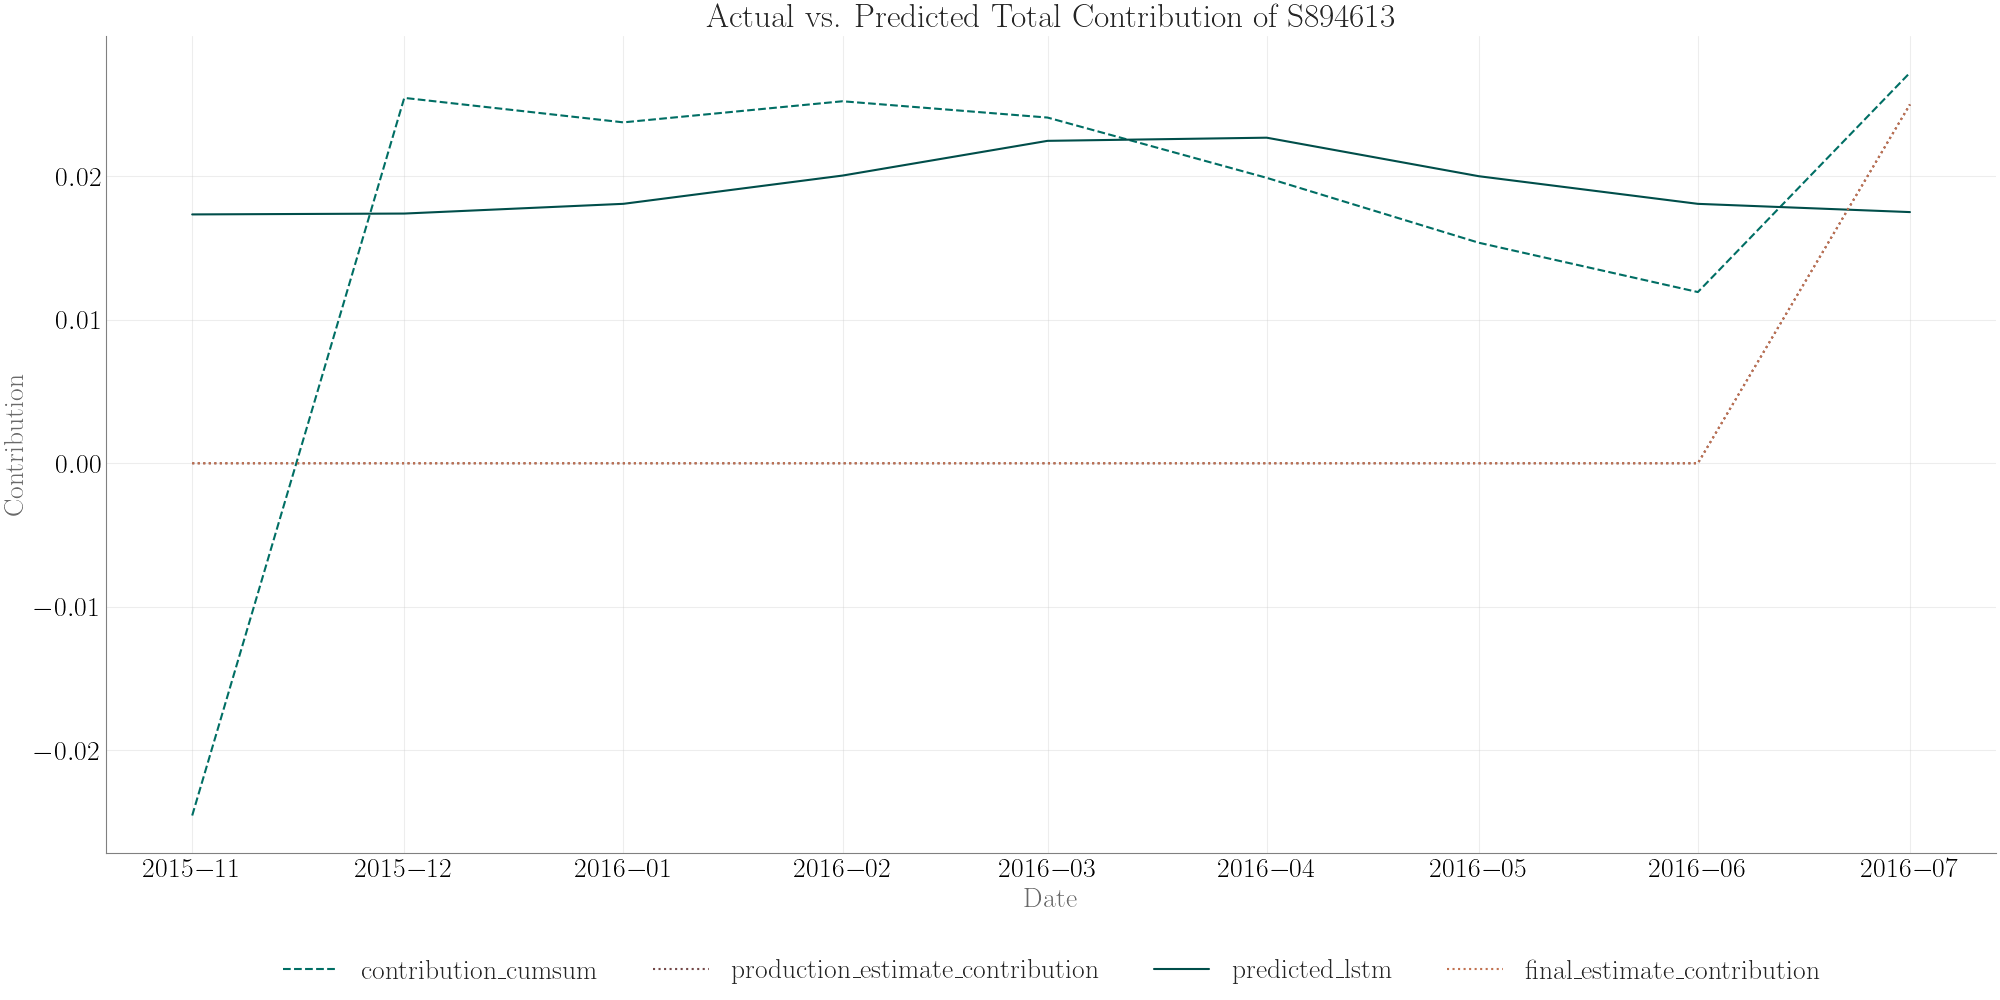 Actual vs. Predicted Total Contribution of S894613
Contribution
0.02
0.01
0.00
−0.01
−0.02
2015−11 2015−12 2016−01 2016−02 2016−03 2016−04 2016−05 2016−06 2016−07
Date
contribution_cumsum production_estimate_contribution predicted_lstm final_estimate_contribution